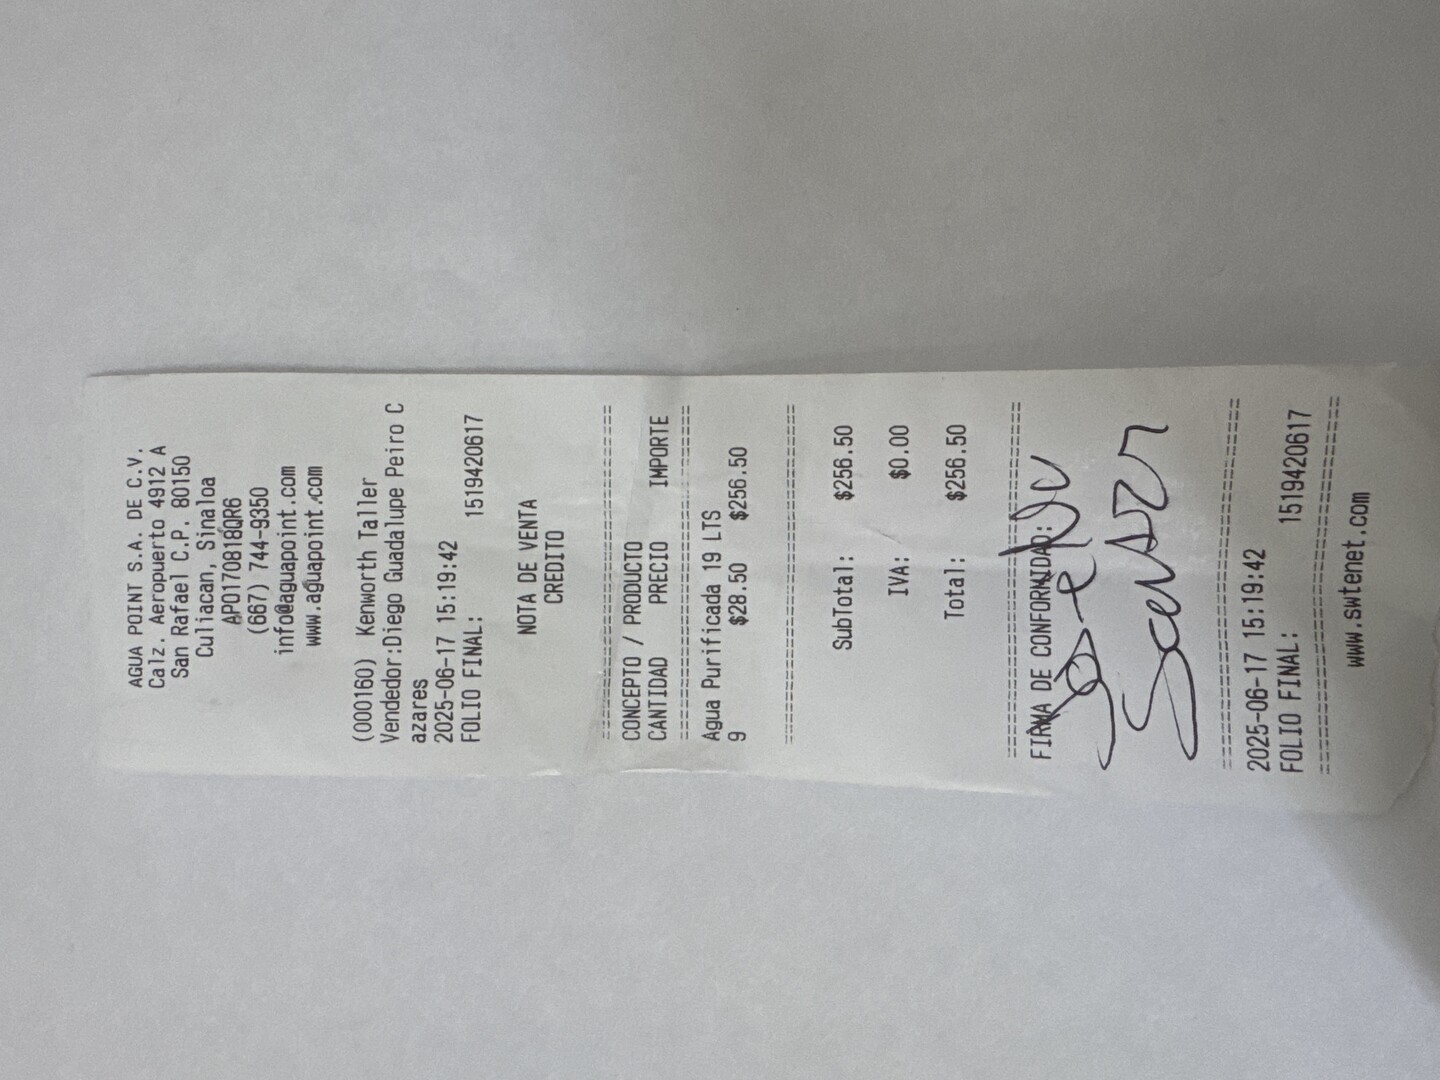 AGUA POINT S.A. DE C.V.
Calz. Aeropuerto 4912 A
San Rafael C.P. 80150
Culiacan, Sinaloa
APO170818QR6
(667) 744-9350
info@aguapoint.com
www.aguapoint.com
(000160) Kenworth Taller
Vendedor:Diego Guadalupe Peiro C
azares
2025-06-17 15:19:42
FOLIO FINAL: 1519420617
NOTA DE VENTA
CREDITO
================================
CONCEPTO / PRODUCTO
CANTIDAD PRECIO IMPORTE
================================
Agua Purificada 19 LTS
9 $28.50 $256.50
================================
SubTotal: $256.50
IVA: $0.00
Total: $256.50
================================
FIRMA DE CONFORMIDAD:
================================
2025-06-17 15:19:42
FOLIO FINAL: 1519420617
================================
www.swtenet.com